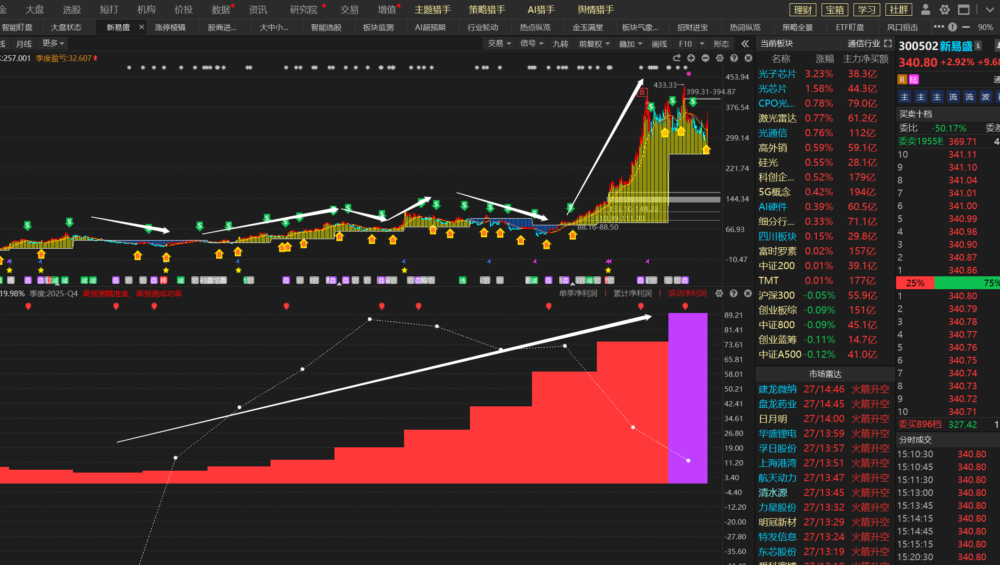 金 大盘 选股 短打 机构 价投 数据 资讯 研究院 交易 增值 主题猎手 策略猎手 AI猎手 舆情猎手 理财 宝箱 学习 社群
智能盯盘 大盘状态 新易盛 × 涨停棱镜 股商进... 大中小... 智能选股 板块监测 AI超预期 行业轮动 热点纵览 金玉满堂 板块气象... 招财进宝 热词纵览 策略全景 ETF盯盘 风口狙击 90%
线 月线 更多 交易 信号 九转 前复权 叠加 画线 F10 形态
:257.001 季度盈亏:32.607
453.94
376.54
299.14
221.74
144.34
66.93
-10.47
433.33→
399.31-394.87
自
88.16-88.50
19.98% 季度:2025-Q4 高预测精准度，高预测成功率
单季净利润 累计净利润 滚动净利润
89.21
81.41
73.61
65.81
58.01
50.21
42.41
34.61
26.80
19.00
11.20
3.40
-4.40
-12.20
-20.00
-27.80
-35.60
当前板块 通信行业
名称 涨幅 主力净买额
光子芯片 3.23% 38.3亿
光芯片 1.58% 44.3亿
CPO光... 0.78% 79.0亿
激光雷达 0.77% 61.2亿
光通信 0.76% 112亿
高外销 0.59% 59.1亿
硅光 0.55% 28.1亿
科创企... 0.52% 179亿
5G概念 0.42% 194亿
AI硬件 0.39% 60.5亿
细分行... 0.33% 71.1亿
四川板块 0.15% 29.8亿
富时罗素 0.02% 157亿
中证200 0.01% 39.1亿
TMT 0.01% 177亿
沪深300 -0.05% 55.9亿
创业板综 -0.09% 151亿
中证800 -0.09% 45.1亿
创业蓝筹 -0.11% 14.7亿
中证A500 -0.12% 41.0亿
市场雷达
建龙微纳 27/14:46 火箭升空
盘龙药业 27/14:45 火箭升空
日月明 27/14:00 火箭升空
华盛锂电 27/13:59 火箭升空
孚日股份 27/13:57 火箭升空
上海港湾 27/13:51 火箭升空
航天动力 27/13:47 火箭升空
清水源 27/13:45 火箭升空
力星股份 27/13:32 火箭升空
明冠新材 27/13:29 火箭升空
特发信息 27/13:24 火箭升空
东芯股份 27/13:19 火箭升空
300502 新易盛
340.80 +2.92% +9.68
R 陆 通
主 主 主 流 流 波
买卖十档
委比 -50.17% 委差
委卖1955档 369.71 4
10 341.11
9 341.10
8 341.04
7 341.01
6 341.00
5 340.99
4 340.98
3 340.90
2 340.87
1 340.86
25% 75%
1 340.80
2 340.79
3 340.78
4 340.77
5 340.76
6 340.75
7 340.74
8 340.73
9 340.72
10 340.71
委买896档 327.42 1
分时成交
15:10:30 340.80
15:10:45 340.80
15:11:30 340.80
15:13:00 340.80
15:13:45 340.80
15:14:15 340.80
15:14:45 340.80
15:15:15 340.80
15:20:30 340.80